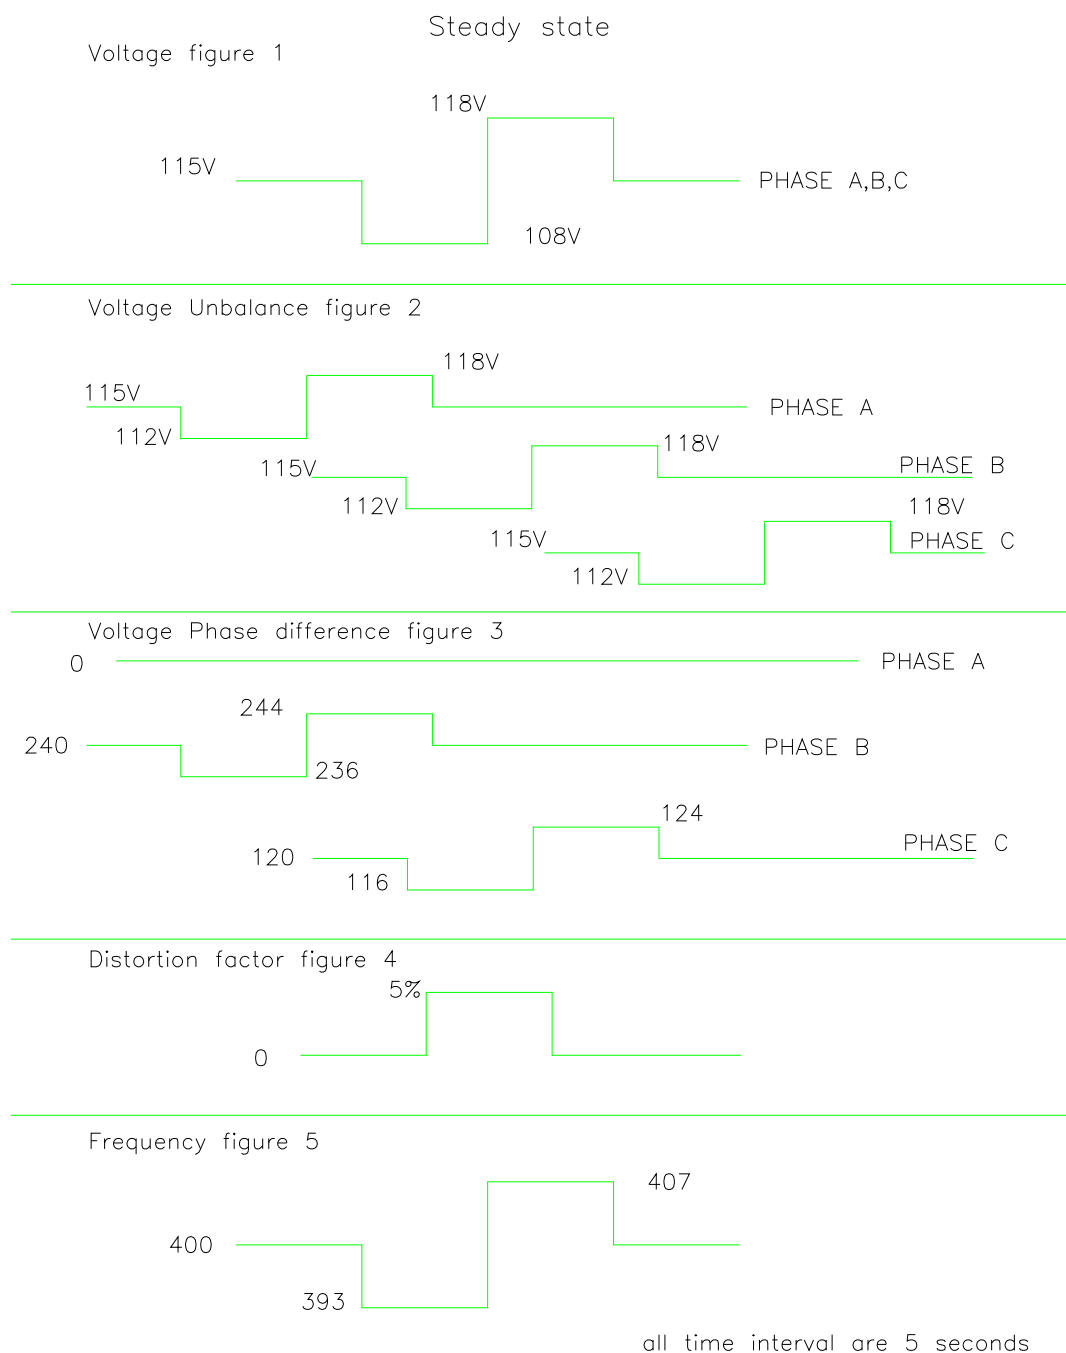 Steady state
Voltage figure 1
118V
115V
PHASE A,B,C
108V
Voltage Unbalance figure 2
118V
115V
PHASE A
112V
118V
115V
PHASE B
112V
118V
115V
PHASE C
112V
Voltage Phase difference figure 3
0
PHASE A
244
240
PHASE B
236
124
PHASE C
120
116
Distortion factor figure 4
5%
0
Frequency figure 5
407
400
393
all time interval are 5 seconds